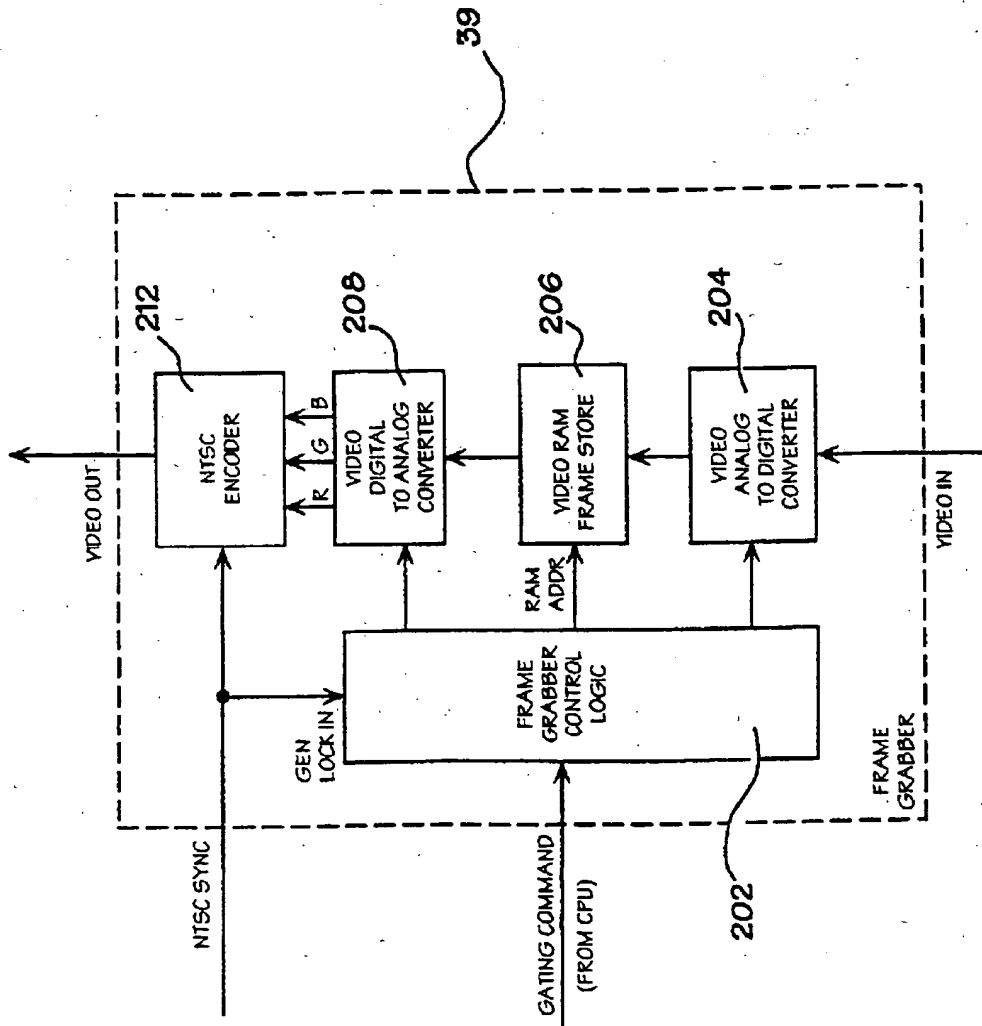 VIDEO OUT
39
212
NTSC
ENCODER
NTSC SYNC
R
G
B
208
VIDEO
DIGITAL
TO ANALOG
CONVERTER
GEN
LOCK IN
206
VIDEO RAM
FRAME STORE
RAM
ADDR
FRAME
GRABBER
CONTROL
LOGIC
204
VIDEO
ANALOG
TO DIGITAL
CONVERTER
GATING COMMAND
(FROM CPU)
202
FRAME
GRABBER
VIDEO IN